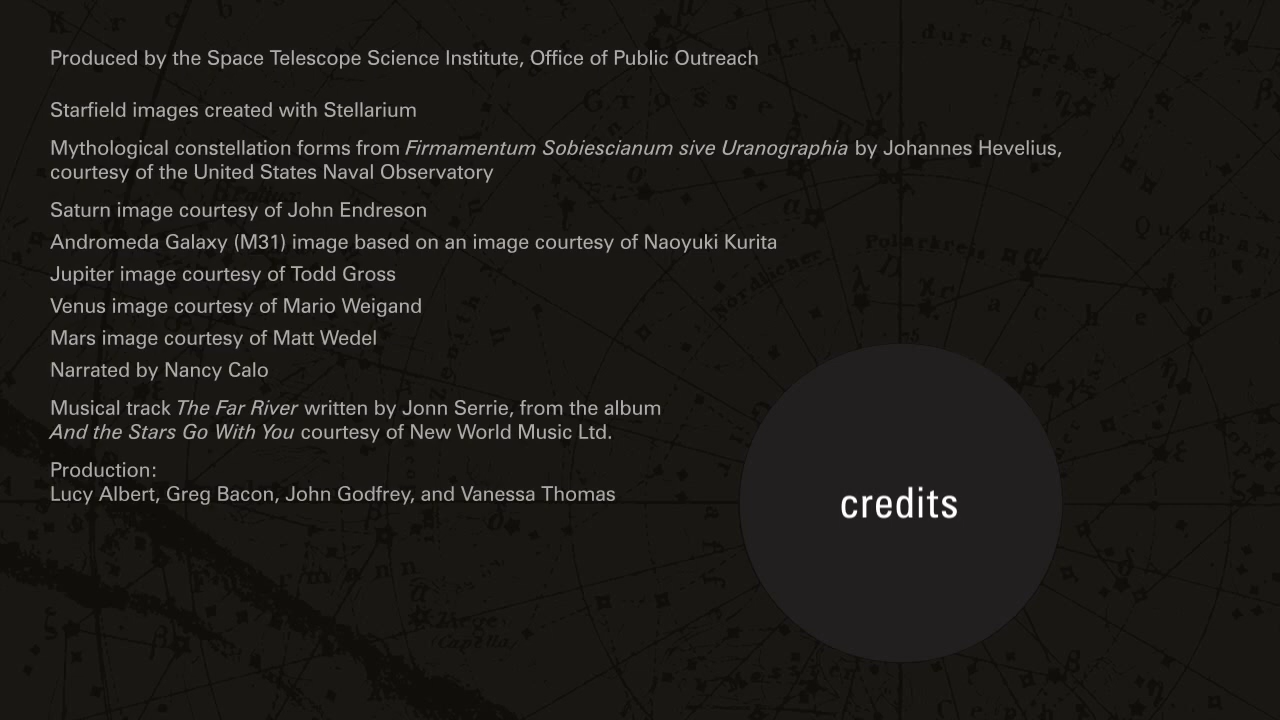 Produced by the Space Telescope Science Institute, Office of Public Outreach
Starfield images created with Stellarium
Mythological constellation forms from Firmamentum Sobiescianum sive Uranographia by Johannes Hevelius,
courtesy of the United States Naval Observatory
Saturn image courtesy of John Endreson
Andromeda Galaxy (M31) image based on an image courtesy of Naoyuki Kurita
Jupiter image courtesy of Todd Gross
Venus image courtesy of Mario Weigand
Mars image courtesy of Matt Wedel
Narrated by Nancy Calo
Musical track The Far River written by Jonn Serrie, from the album
And the Stars Go With You courtesy of New World Music Ltd.
Production:
Lucy Albert, Greg Bacon, John Godfrey, and Vanessa Thomas
credits
Grosse
Polarkreis
Nordlicher
Ziege
(Capella)